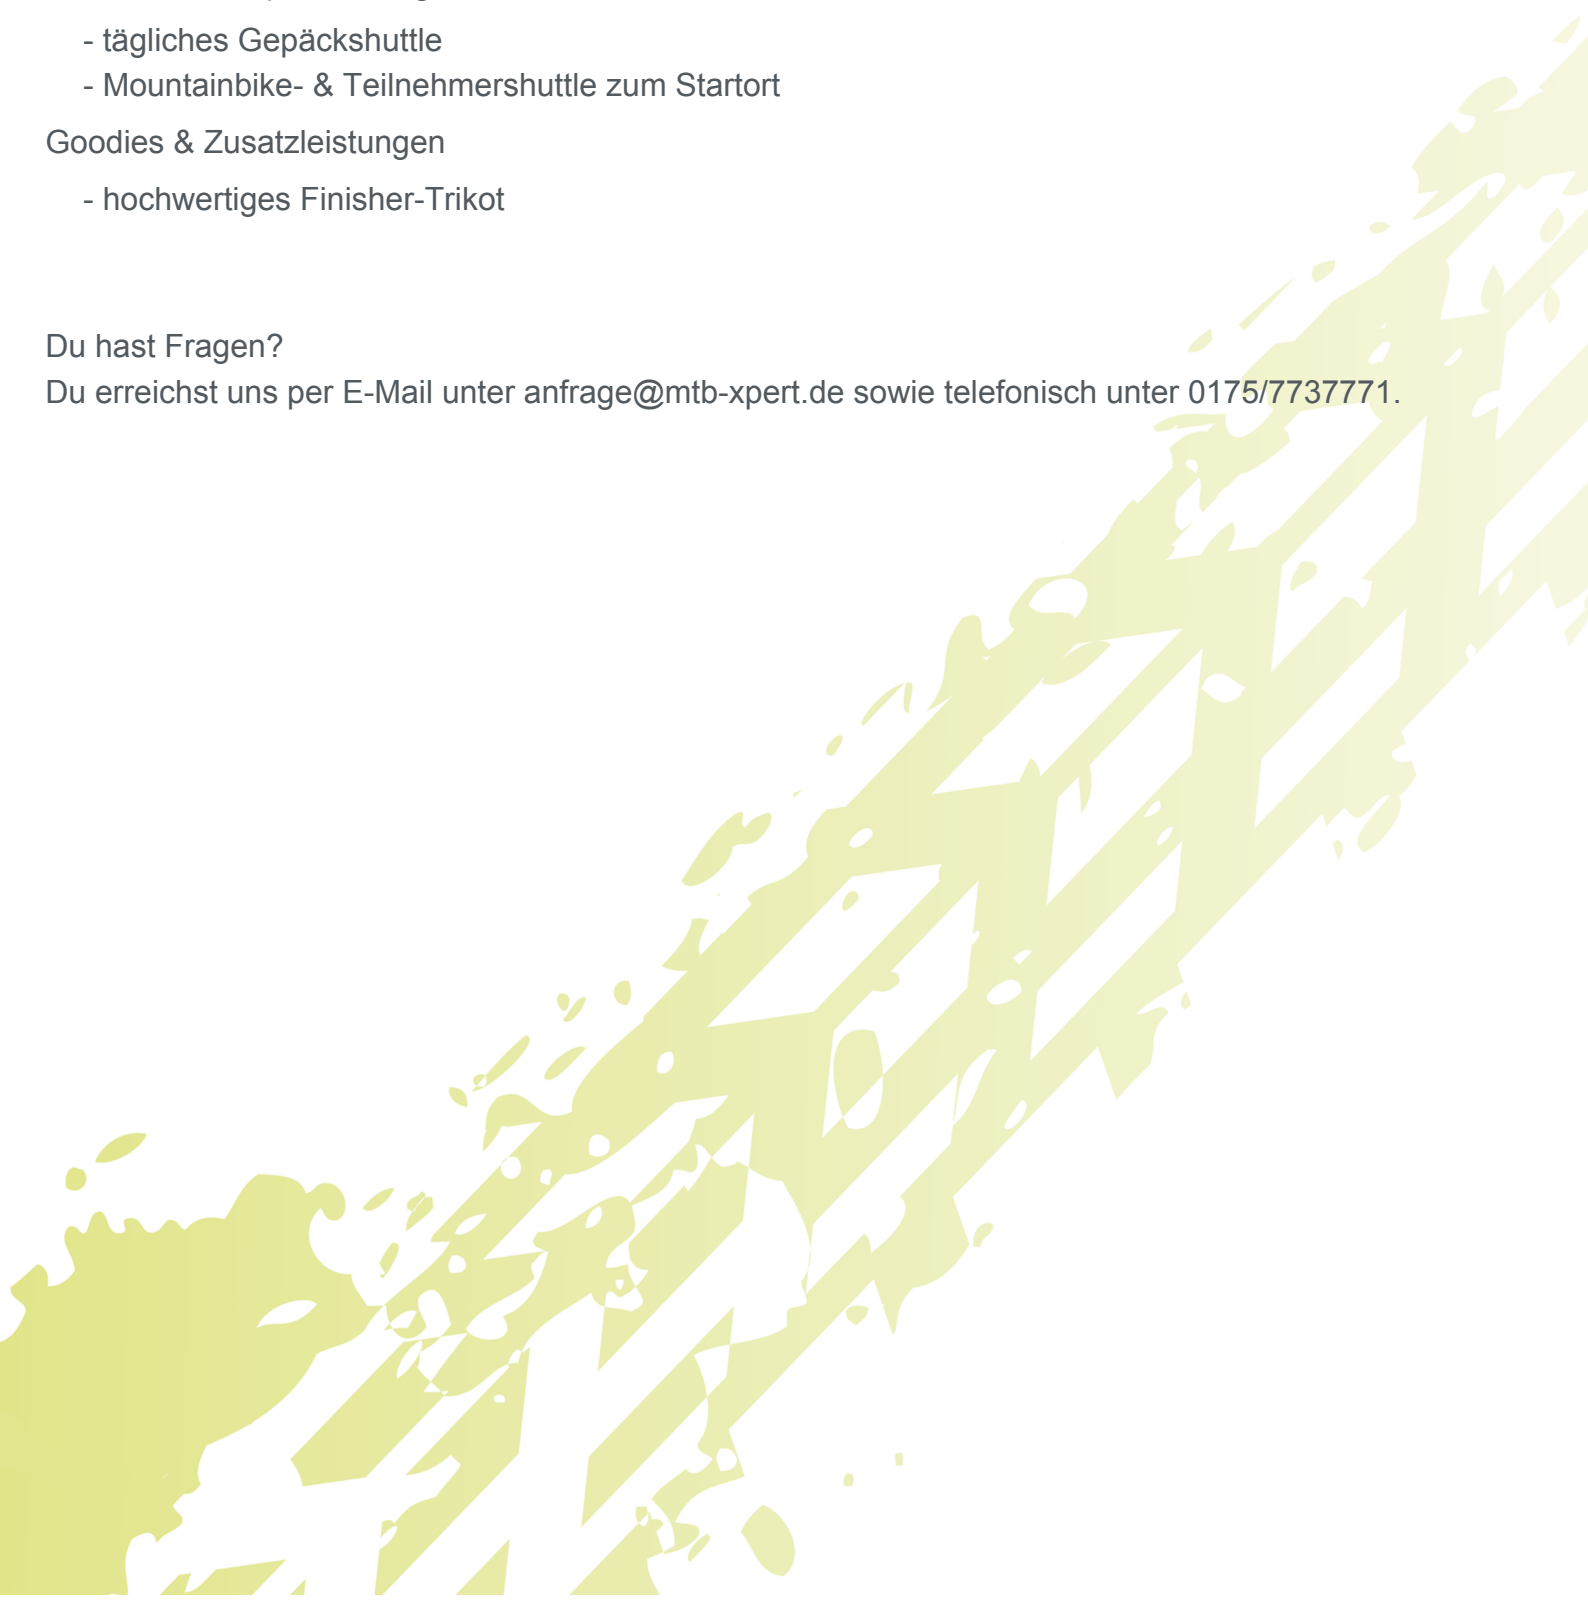 - tägliches Gepäckshuttle
- Mountainbike- & Teilnehmershuttle zum Startort
Goodies & Zusatzleistungen
- hochwertiges Finisher-Trikot
Du hast Fragen?
Du erreichst uns per E-Mail unter anfrage@mtb-xpert.de sowie telefonisch unter 0175/7737771.